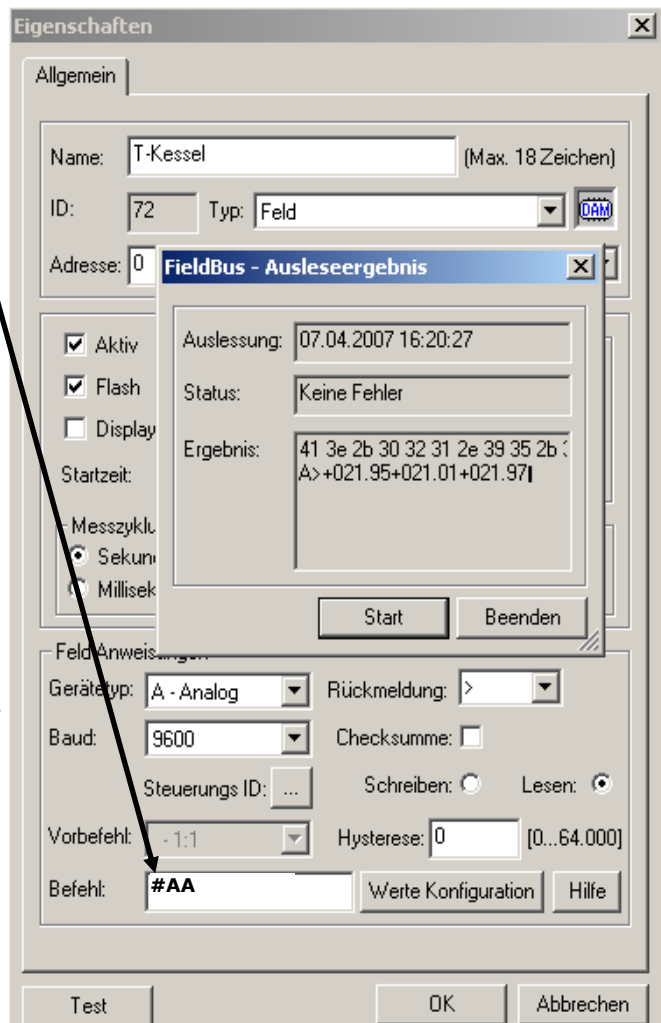 Eigenschaften
Allgemein
Name: T-Kessel (Max. 18 Zeichen)
ID: 72 Typ: Feld DAM
Adresse: 0
FieldBus - Ausleseergebnis
Auslessung: 07.04.2007 16:20:27
Status: Keine Fehler
Ergebnis: 41 3e 2b 30 32 31 2e 39 35 2b
A>+021.95+021.01+021.97
Start Beenden
Aktiv
Flash
Display
Startzeit:
Messzyklu
Sekun
Millisek
Feld Anweisungen
Gerätetyp: A - Analog Rückmeldung: >
Baud: 9600 Checksumme:
Steuerungs ID: ... Schreiben: Lesen:
Vorbefehl: - 1:1 Hysterese: 0 [0...64.000]
Befehl: #AA Werte Konfiguration Hilfe
Test OK Abbrechen